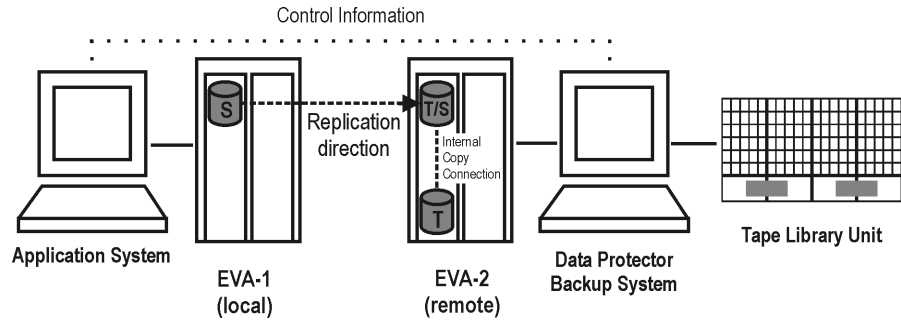 Control Information
S
T/S
Replication
direction
Internal
Copy
Connection
T
Application System
EVA-1
(local)
EVA-2
(remote)
Data Protector
Backup System
Tape Library Unit